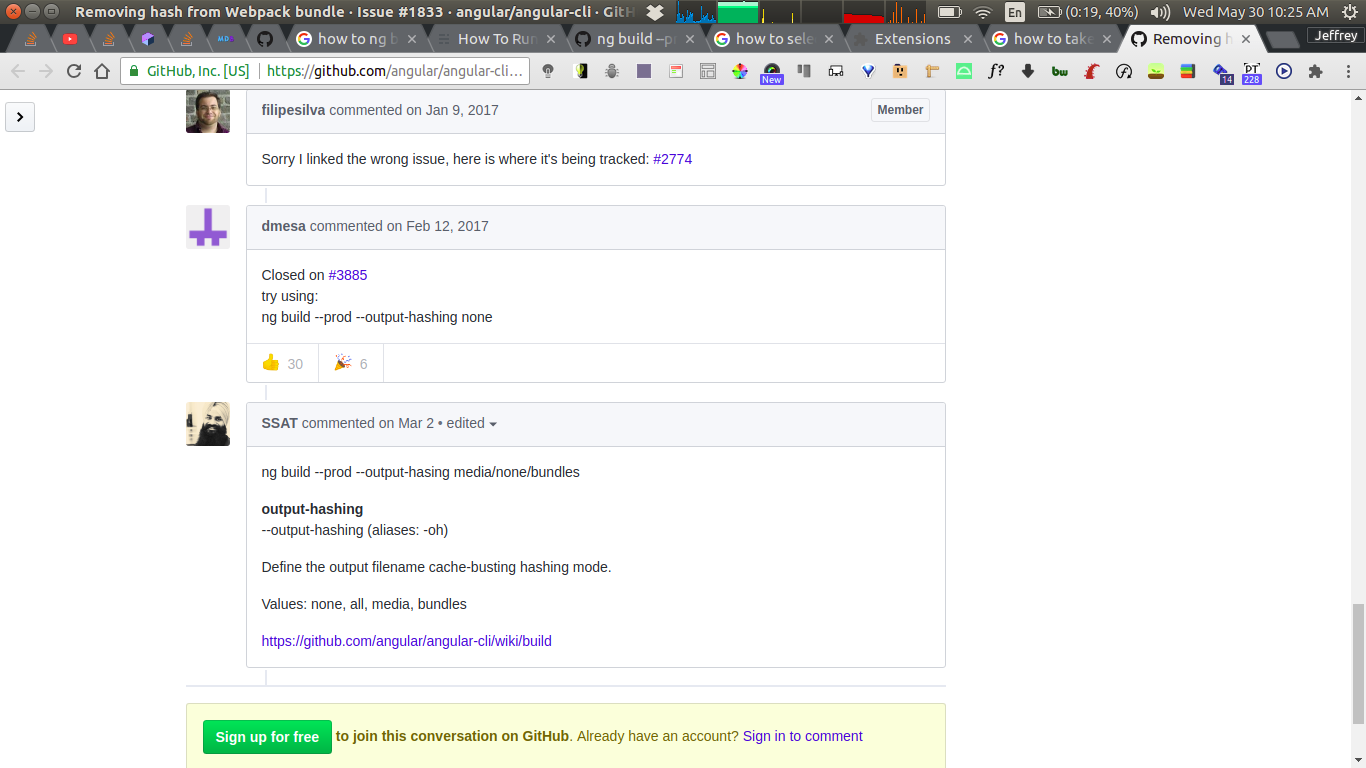 Removing hash from Webpack bundle · Issue #1833 · angular/angular-cli · GitH
En
(0:19, 40%)
Wed May 30 10:25 AM
how to ng b
How To Run
ng build --p
how to sele
Extensions
how to take
Removing h
Jeffrey
GitHub, Inc. [US]
https://github.com/angular/angular-cli...
New
f?
bw
14
PT
228
filipesilva commented on Jan 9, 2017
Member
Sorry I linked the wrong issue, here is where it's being tracked: #2774
dmesa commented on Feb 12, 2017
Closed on #3885
try using:
ng build --prod --output-hashing none
30
6
SSAT commented on Mar 2 • edited
ng build --prod --output-hasing media/none/bundles
output-hashing
--output-hashing (aliases: -oh)
Define the output filename cache-busting hashing mode.
Values: none, all, media, bundles
https://github.com/angular/angular-cli/wiki/build
Sign up for free to join this conversation on GitHub. Already have an account? Sign in to comment